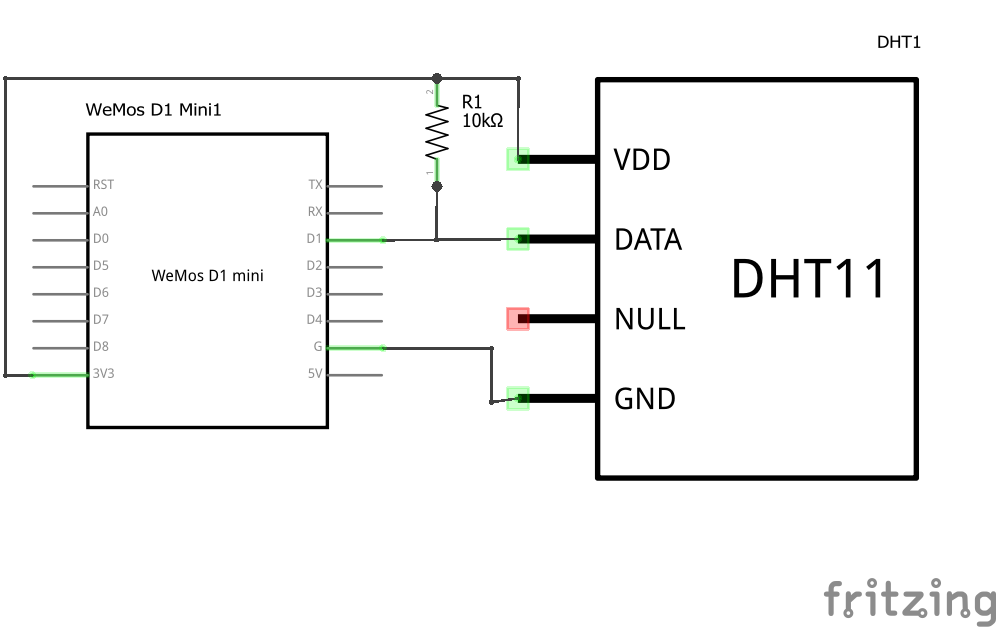 DHT1
WeMos D1 Mini1
2
R1
10kΩ
1
VDD
RST
TX
A0
RX
D0
D1
DATA
D5
D2
WeMos D1 mini
DHT11
D6
D3
D7
D4
NULL
D8
G
3V3
5V
GND
fritzing